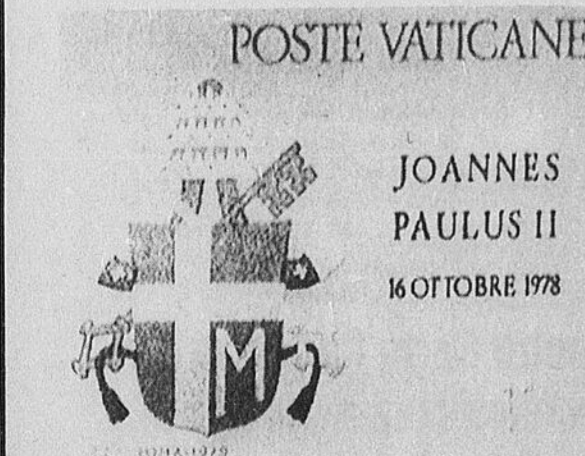 POSTE VATICANE
JOANNES
PAULUS II
16 OTTOBRE 1978
M